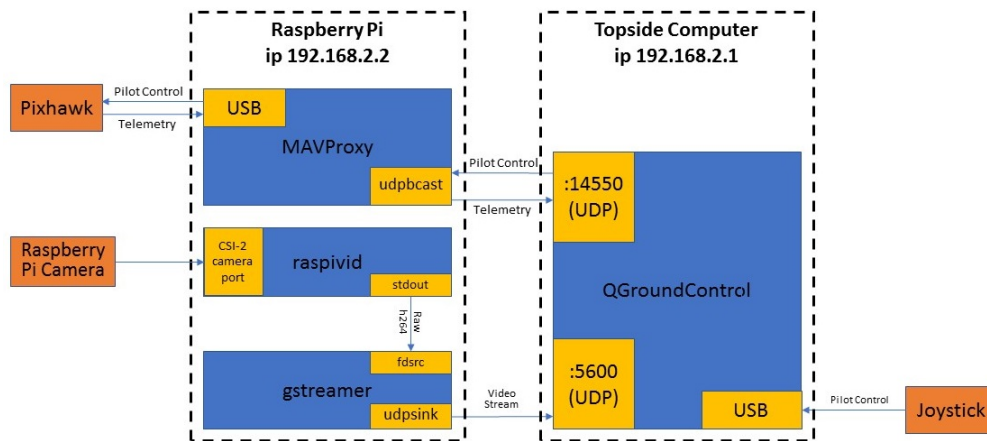 Raspberry Pi
ip 192.168.2.2
Topside Computer
ip 192.168.2.1
Pixhawk
Pilot Control
Telemetry
USB
MAVProxy
udpbcast
Pilot Control
Telemetry
:14550
(UDP)
Raspberry
Pi Camera
CSI-2
camera
port
raspivid
stdout
Raw
h264
QGroundControl
fdsrc
gstreamer
udpsink
Video
Stream
:5600
(UDP)
USB
Pilot Control
Joystick